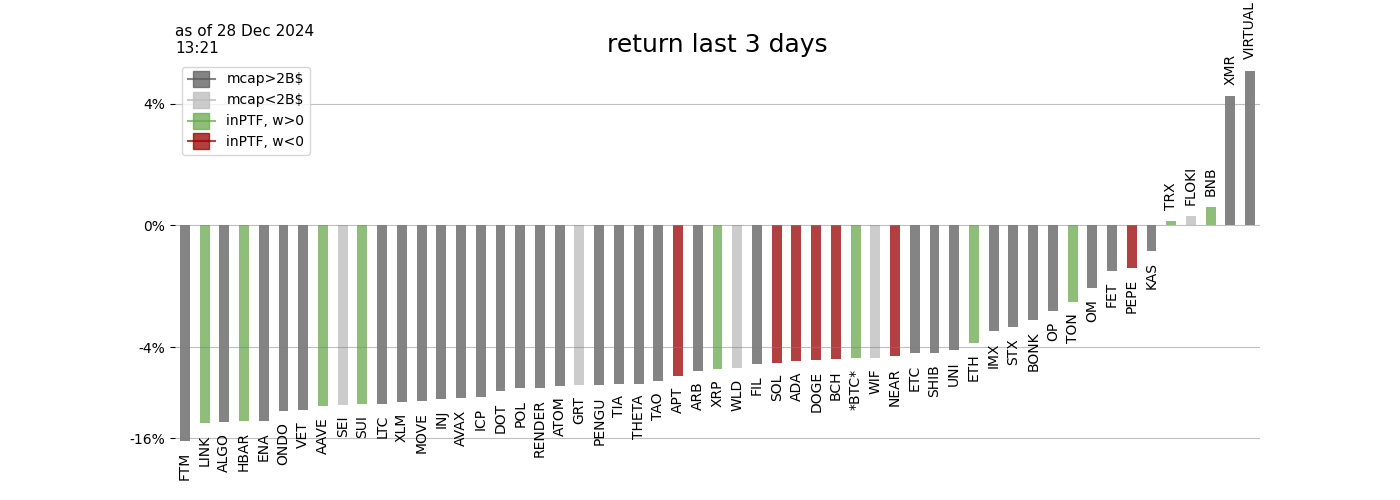 as of 28 Dec 2024
13:21
return last 3 days
mcap>2B$
mcap<2B$
inPTF, w>0
inPTF, w<0
4%
0%
-4%
-16%
FTM
LINK
ALGO
HBAR
ENA
ONDO
VET
AAVE
SEI
SUI
LTC
XLM
MOVE
INJ
AVAX
ICP
DOT
POL
RENDER
ATOM
GRT
PENGU
TIA
THETA
TAO
APT
ARB
XRP
WLD
FIL
SOL
ADA
DOGE
BCH
*BTC*
WIF
NEAR
ETC
SHIB
UNI
ETH
IMX
STX
BONK
OP
TON
OM
FET
PEPE
KAS
TRX
FLOKI
BNB
XMR
VIRTUAL